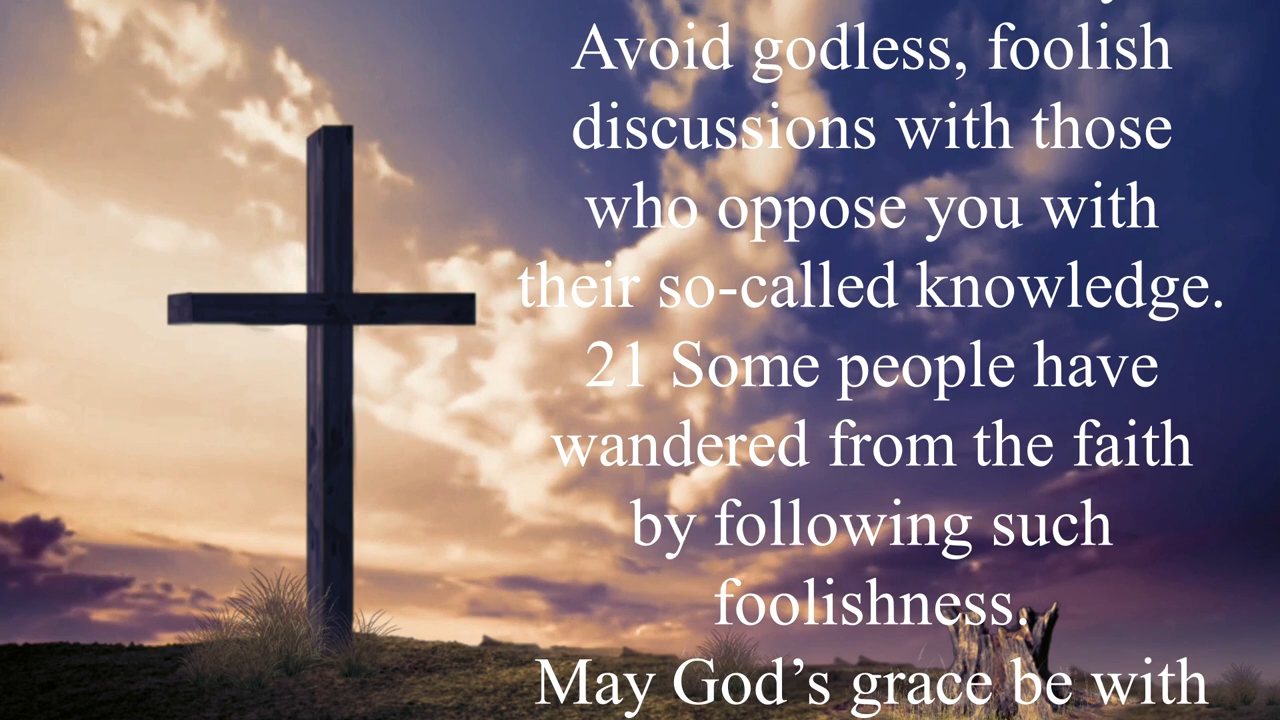 Avoid godless, foolish
discussions with those
who oppose you with
their so-called knowledge.
21 Some people have
wandered from the faith
by following such
foolishness.
May God’s grace be with